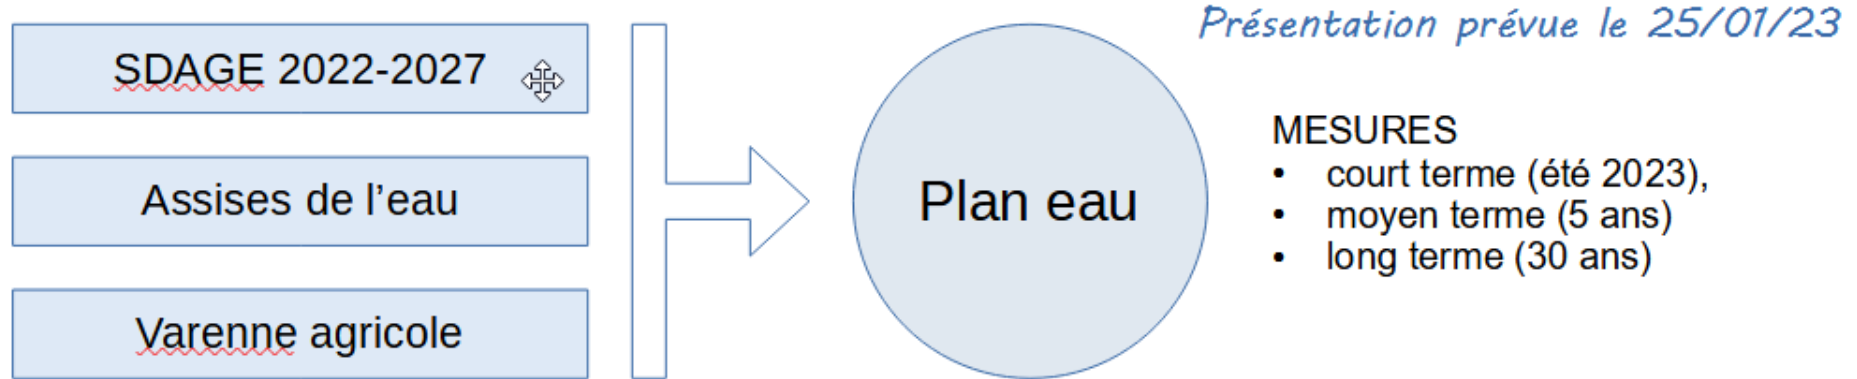 Présentation prévue le 25/01/23
SDAGE 2022-2027
Assises de l’eau
Varenne agricole
Plan eau
MESURES
• court terme (été 2023),
• moyen terme (5 ans)
• long terme (30 ans)